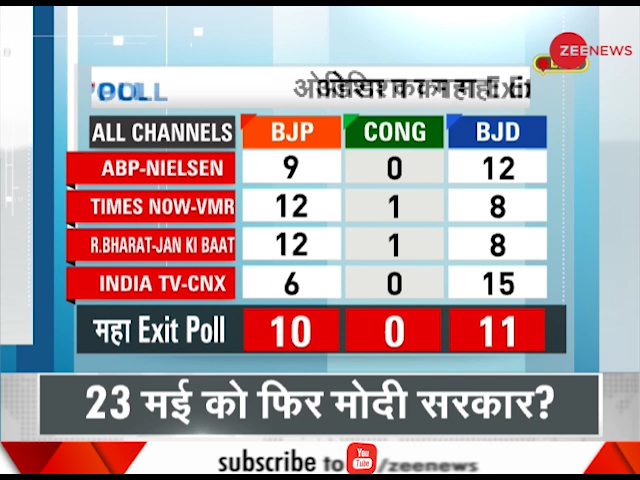 ZEE NEWS
ALL CHANNELS BJP CONG BJD
ABP-NIELSEN 9 0 12
TIMES NOW-VMR 12 1 8
R.BHARAT-JAN KI BAAT 12 1 8
INDIA TV-CNX 6 0 15
महा Exit Poll 10 0 11
23 मई को फिर मोदी सरकार?
subscribe to You Tube /zeenews